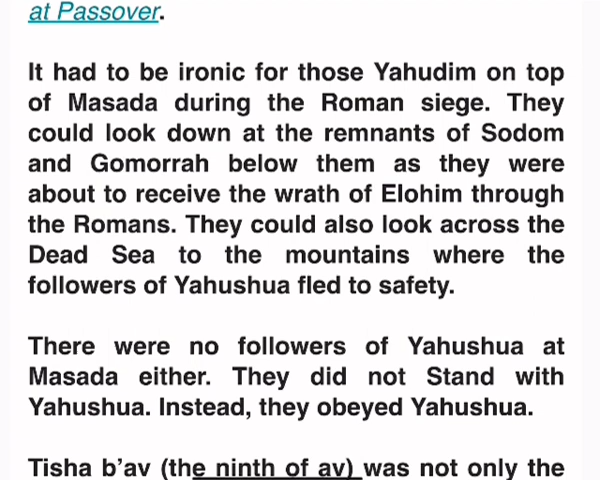 at Passover.
It had to be ironic for those Yahudim on top
of Masada during the Roman siege. They
could look down at the remnants of Sodom
and Gomorrah below them as they were
about to receive the wrath of Elohim through
the Romans. They could also look across the
Dead Sea to the mountains where the
followers of Yahushua fled to safety.
There were no followers of Yahushua at
Masada either. They did not Stand with
Yahushua. Instead, they obeyed Yahushua.
Tisha b’av (the ninth of av) was not only the